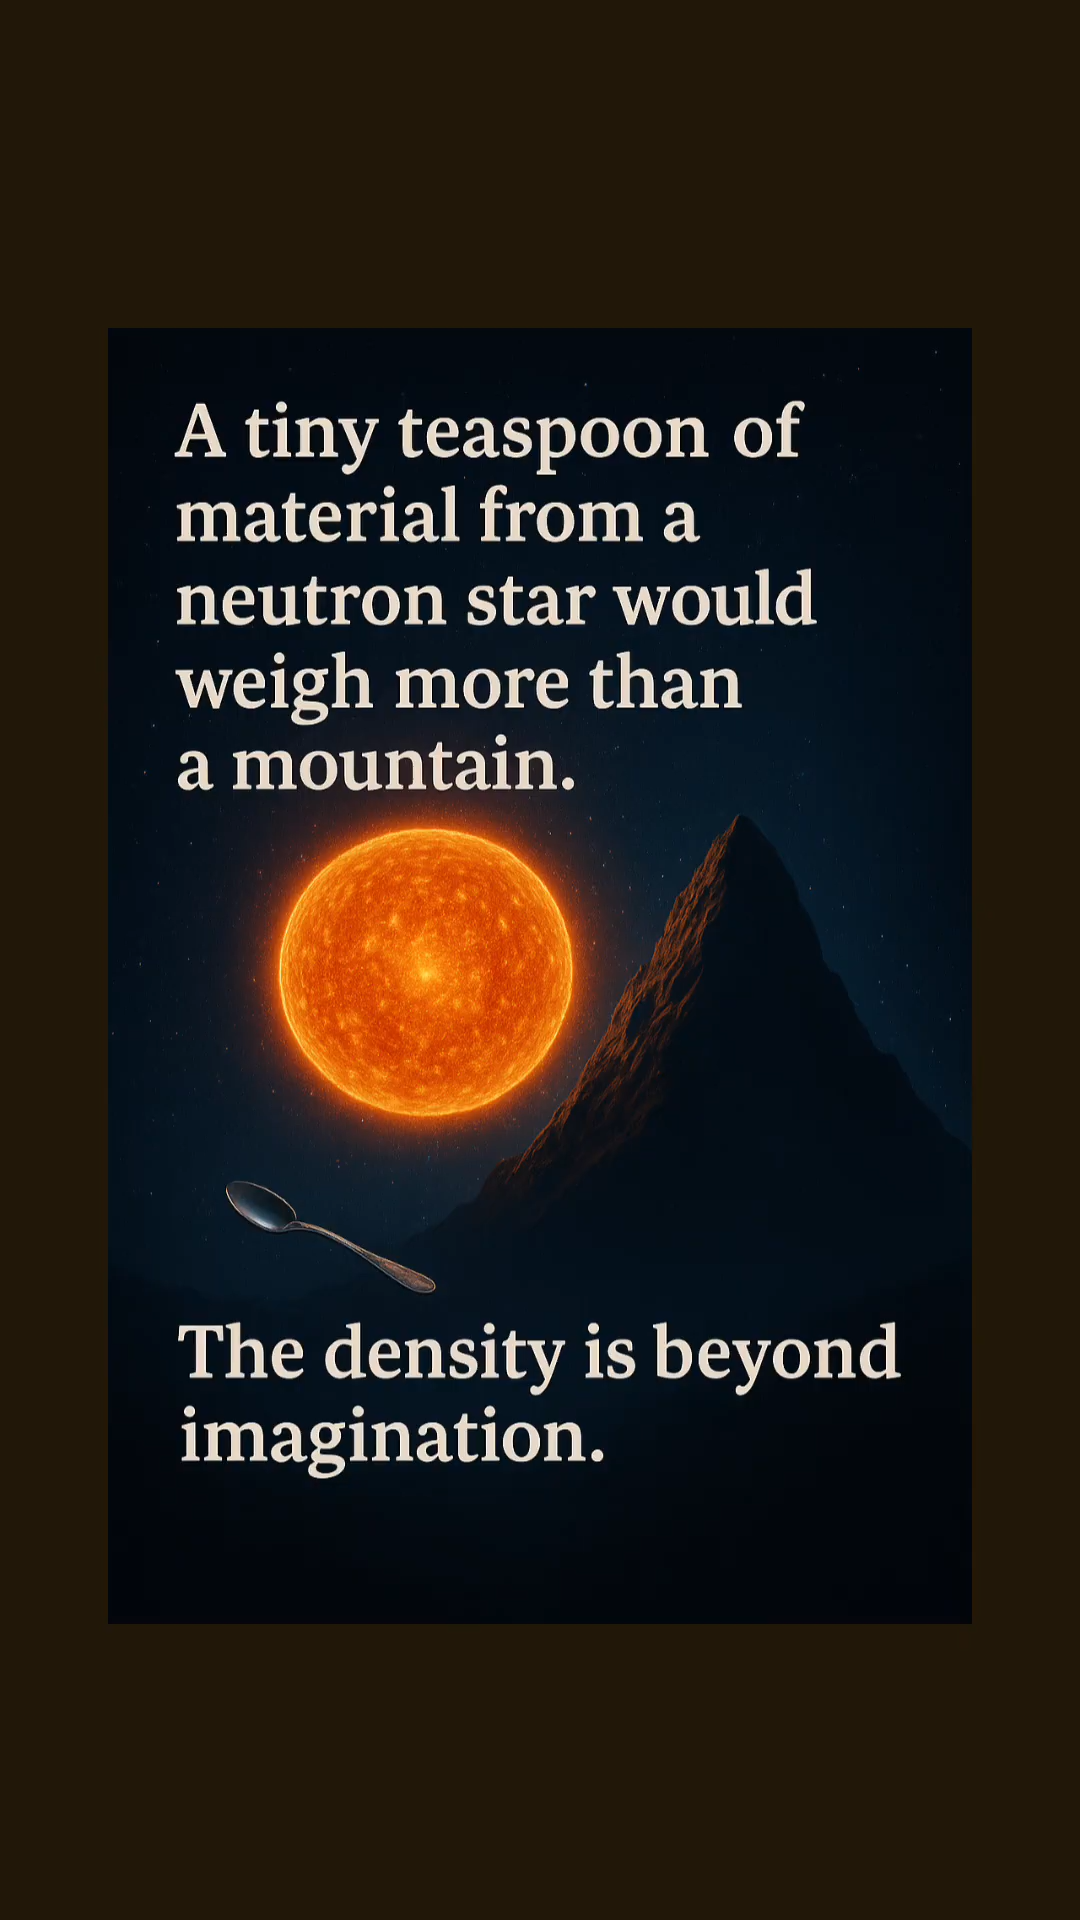 A tiny teaspoon of
material from a
neutron star would
weigh more than
a mountain.
The density is beyond
imagination.